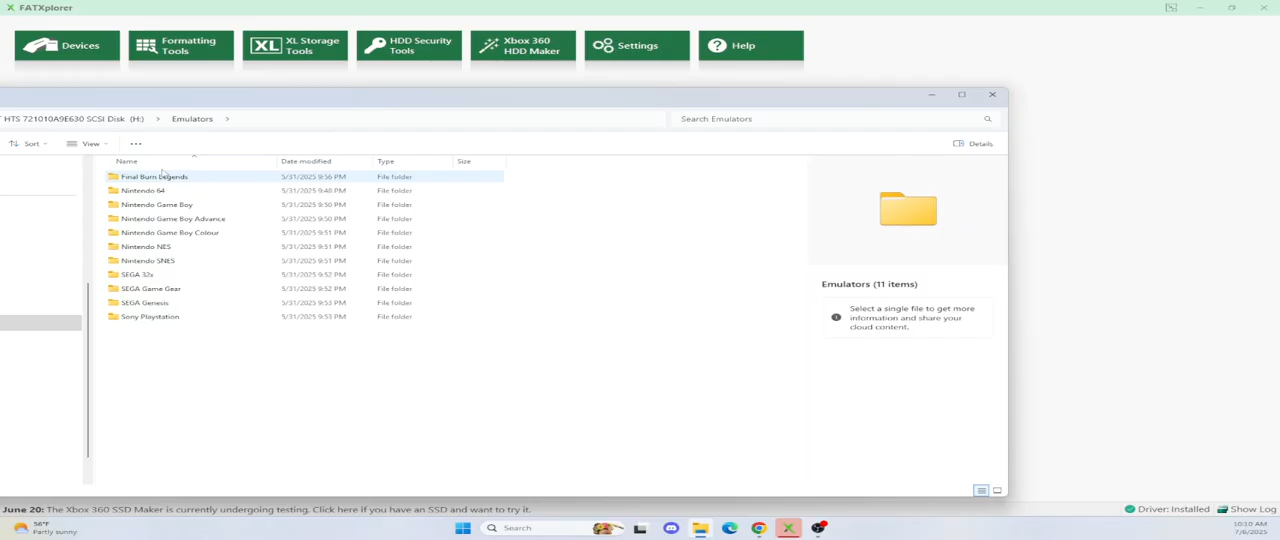 FATXplorer
Devices
Formatting
Tools
XL
XL Storage
Tools
HDD Security
Tools
Xbox 360
HDD Maker
Settings
Help
HTS 721010A9E630 SCSI Disk (H:) > Emulators >
Search Emulators
Sort
View
Details
Name Date modified Type Size
Final Burn Legends 5/31/2025 9:56 PM File folder
Nintendo 64 5/31/2025 9:48 PM File folder
Nintendo Game Boy 5/31/2025 9:50 PM File folder
Nintendo Game Boy Advance 5/31/2025 9:50 PM File folder
Nintendo Game Boy Colour 5/31/2025 9:51 PM File folder
Nintendo NES 5/31/2025 9:51 PM File folder
Nintendo SNES 5/31/2025 9:51 PM File folder
SEGA 32x 5/31/2025 9:52 PM File folder
SEGA Game Gear 5/31/2025 9:52 PM File folder
SEGA Genesis 5/31/2025 9:53 PM File folder
Sony Playstation 5/31/2025 9:53 PM File folder
Emulators (11 items)
Select a single file to get more
information and share your
cloud content.
June 20: The Xbox 360 SSD Maker is currently undergoing testing. Click here if you have an SSD and want to try it.
Driver: Installed
Show Log
56°F
Partly sunny
Search
10:10 AM
7/6/2025